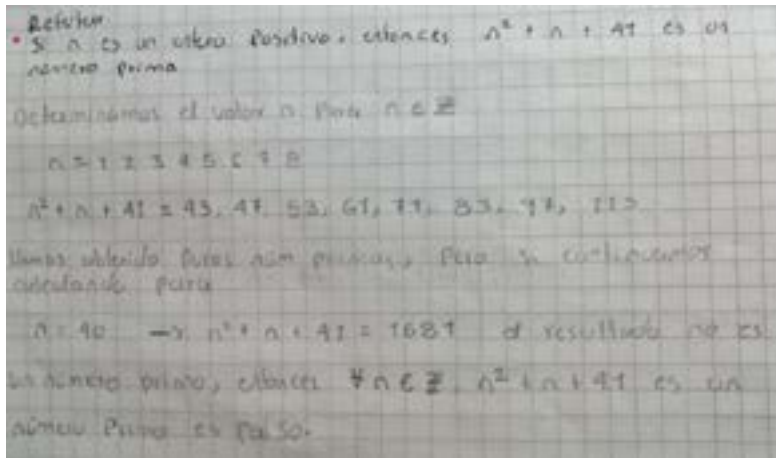 Refutar
• Si n es un entero Positivo, entonces n² + n + 41 es un
número primo
Determinamos el valor n Para n ∈ ℤ
n = 1 2 3 4 5 6 7 8
n² + n + 41 = 43, 47, 53, 61, 71, 83, 97, 113
Hemos obtenido Puros núm primos, Pero si continuamos
calculando para
n = 40 → n² + n + 41 = 1681 el resultado no es
un número primo, entonces ∀ n ∈ ℤ n² + n + 41 es un
número Primo es falso.